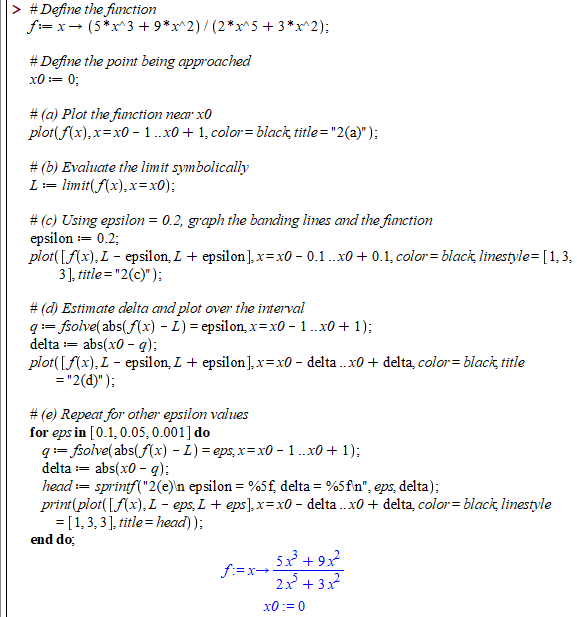 > # Define the function
f := x → (5*x^3 + 9*x^2) / (2*x^5 + 3*x^2);
# Define the point being approached
x0 := 0;
# (a) Plot the function near x0
plot(f(x), x = x0 - 1 ..x0 + 1, color = black, title = "2(a)");
# (b) Evaluate the limit symbolically
L := limit(f(x), x = x0);
# (c) Using epsilon = 0.2, graph the banding lines and the function
epsilon := 0.2;
plot([f(x), L - epsilon, L + epsilon], x = x0 - 0.1 ..x0 + 0.1, color = black, linestyle = [1, 3,
3], title = "2(c)");
# (d) Estimate delta and plot over the interval
q := fsolve(abs(f(x) - L) = epsilon, x = x0 - 1 ..x0 + 1);
delta := abs(x0 - q);
plot([f(x), L - epsilon, L + epsilon], x = x0 - delta ..x0 + delta, color = black, title
= "2(d)");
# (e) Repeat for other epsilon values
for eps in [0.1, 0.05, 0.001] do
q := fsolve(abs(f(x) - L) = eps, x = x0 - 1 ..x0 + 1);
delta := abs(x0 - q);
head := sprintf("2(e)\n epsilon = %5f, delta = %5f\n", eps, delta);
print(plot([f(x), L - eps, L + eps], x = x0 - delta ..x0 + delta, color = black, linestyle
= [1, 3, 3], title = head));
end do;
f := x → (5 x^3 + 9 x^2) / (2 x^5 + 3 x^2)
x0 := 0